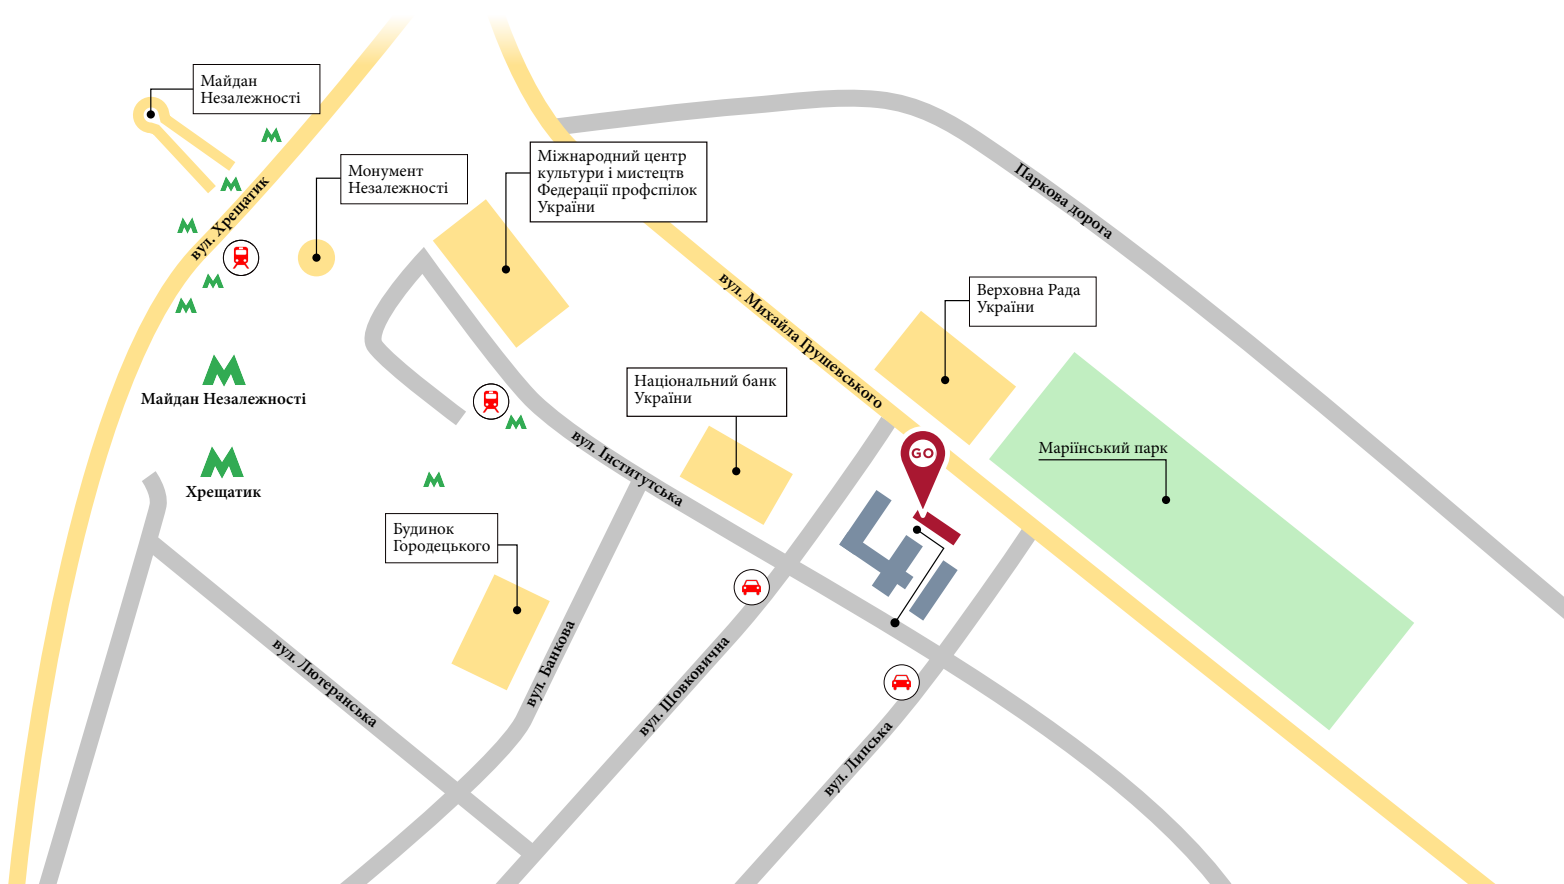 Майдан
Незалежності
Монумент
Незалежності
Міжнародний центр
культури і мистецтв
Федерації профспілок
України
Паркова дорога
вул. Хрещатик
вул. Михайла Грушевського
Верховна Рада
України
Майдан Незалежності
Національний банк
України
вул. Інститутська
GO
Маріїнський парк
Хрещатик
Будинок
Городецького
вул. Лютеранська
вул. Банкова
вул. Шовковична
вул. Липська